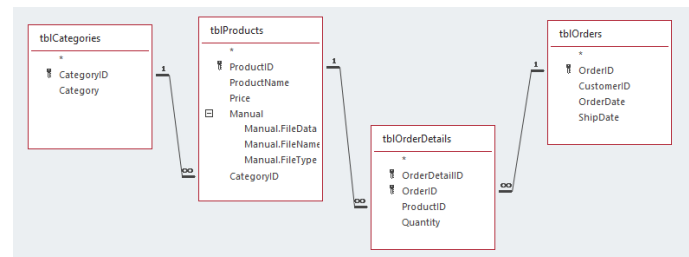 tblCategories
*
CategoryID
Category
1
∞
tblProducts
*
ProductID
ProductName
Price
Manual
Manual.FileData
Manual.FileName
Manual.FileType
CategoryID
1
∞
tblOrderDetails
*
OrderDetailID
OrderID
ProductID
Quantity
∞
1
tblOrders
*
OrderID
CustomerID
OrderDate
ShipDate